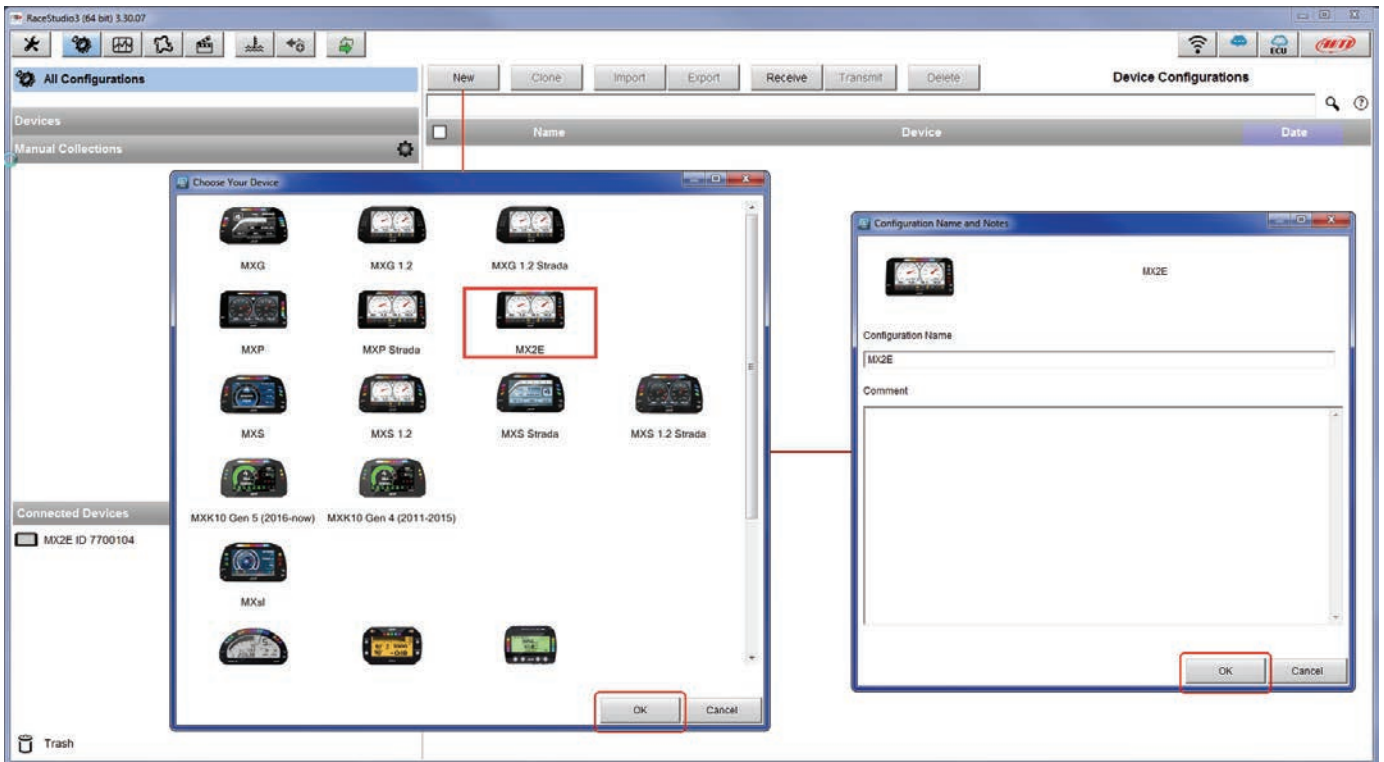 RaceStudio3 (64 bit) 3.30.07
ECU
All Configurations
New Clone Import Export Receive Transmit Delete Device Configurations
Devices
Name Device Date
Manual Collections
Choose Your Device
MXG MXG 1.2 MXG 1.2 Strada
MXP MXP Strada MX2E
MXS MXS 1.2 MXS Strada MXS 1.2 Strada
MXK10 Gen 5 (2016-now) MXK10 Gen 4 (2011-2015)
MXsl
OK Cancel
Configuration Name and Notes
MX2E
Configuration Name
MX2E
Comment
OK Cancel
Connected Devices
MX2E ID 7700104
Trash